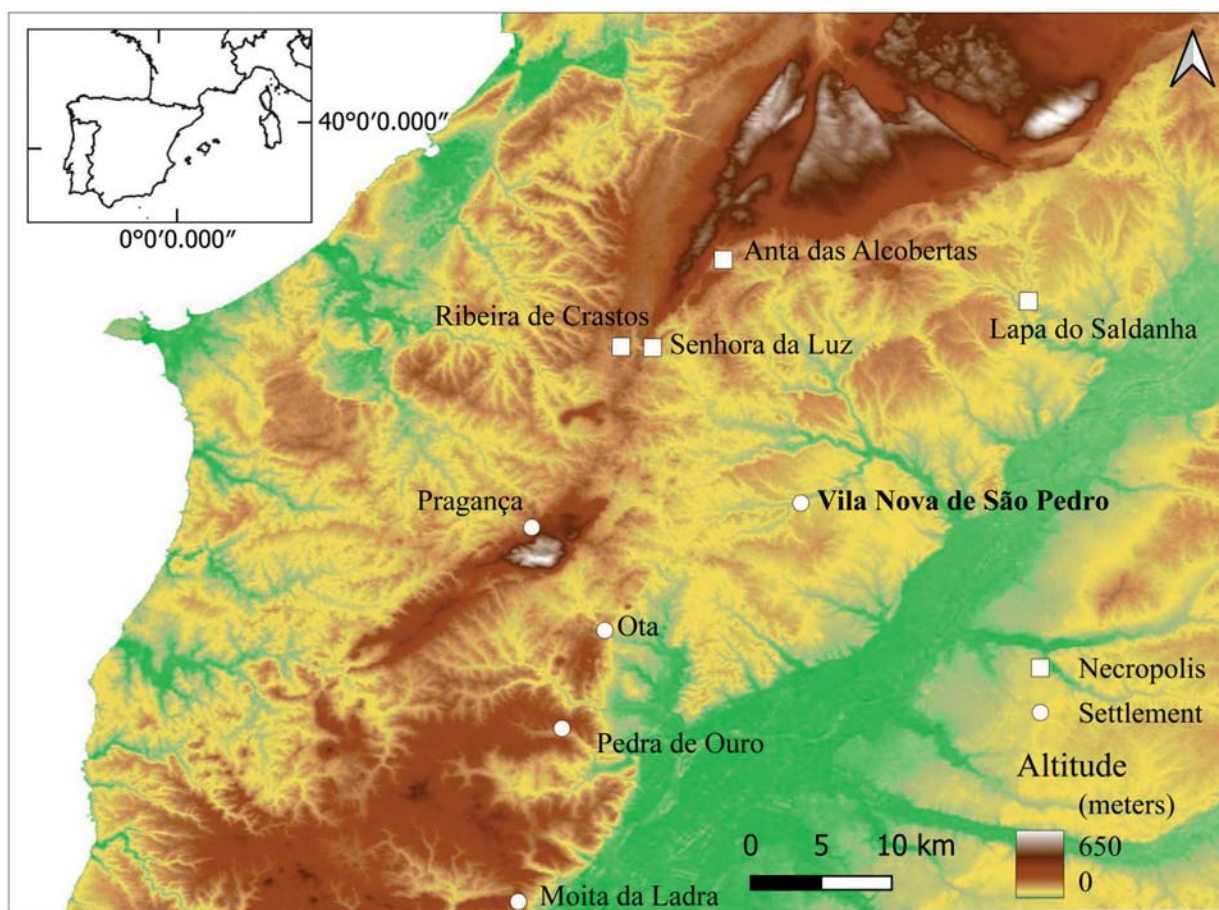 40°0′0.000″
0°0′0.000″
Anta das Alcobertas
Ribeira de Crastos
Senhora da Luz
Lapa do Saldanha
Pragança
Vila Nova de São Pedro
Ota
Necropolis
Settlement
Pedra de Ouro
Altitude
(meters)
0 5 10 km
650
0
Moita da Ladra